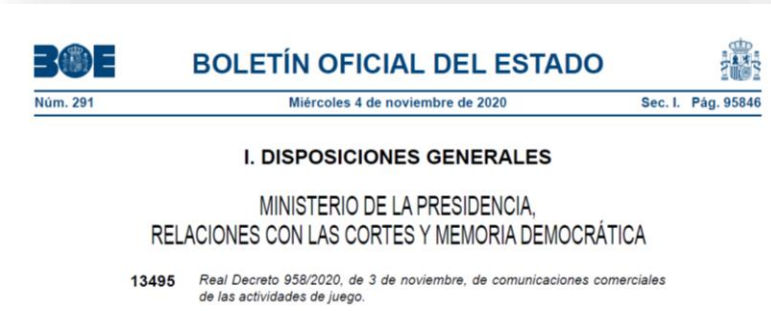 BOE
BOLETÍN OFICIAL DEL ESTADO
Núm. 291 Miércoles 4 de noviembre de 2020 Sec. I. Pág. 95846
I. DISPOSICIONES GENERALES
MINISTERIO DE LA PRESIDENCIA,
RELACIONES CON LAS CORTES Y MEMORIA DEMOCRÁTICA
13495 Real Decreto 958/2020, de 3 de noviembre, de comunicaciones comerciales
de las actividades de juego.